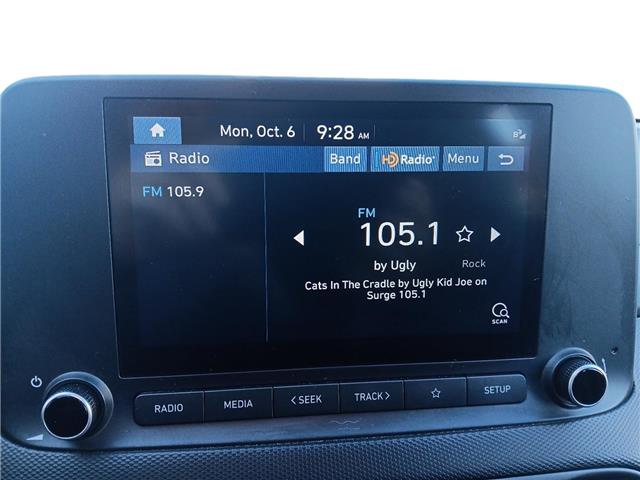 Mon, Oct. 6 9:28 AM
Radio Band HD Radio Menu
FM 105.9
FM
105.1
by Ugly Rock
Cats In The Cradle by Ugly Kid Joe on
Surge 105.1
SCAN
RADIO MEDIA <SEEK TRACK> SETUP